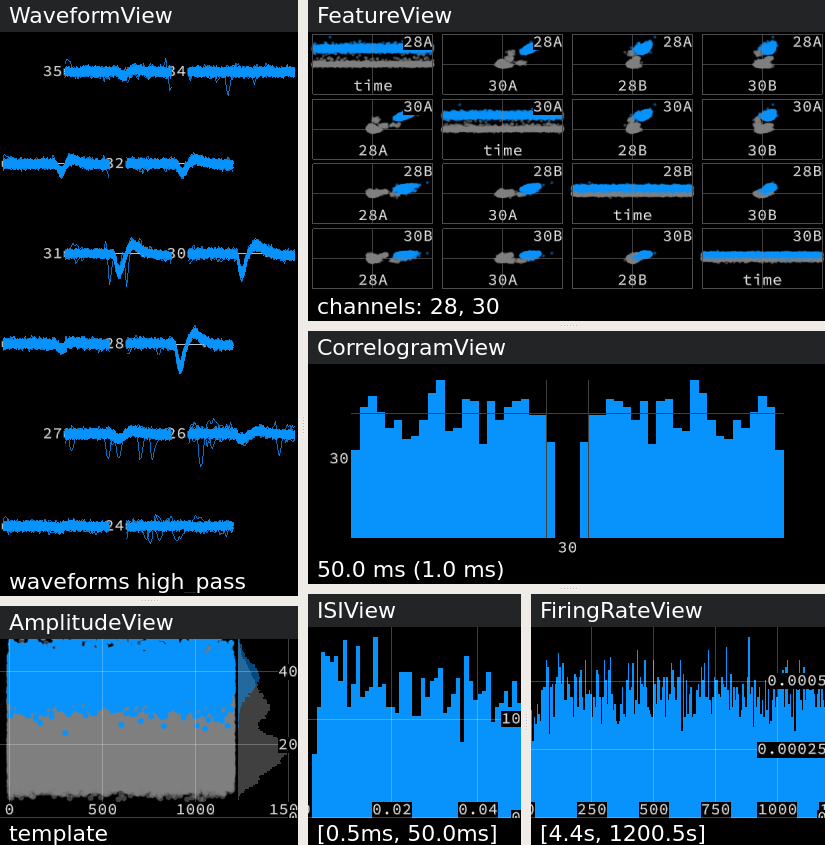 WaveformView
35 34
32
31 30
28
27 26
24
waveforms high_pass
FeatureView
28A 28A 28A 28A
time 30A 28B 30B
30A 30A 30A 30A
28A time 28B 30B
28B 28B 28B 28B
28A 30A time 30B
30B 30B 30B 30B
28A 30A 28B time
channels: 28, 30
CorrelogramView
30
30
50.0 ms (1.0 ms)
AmplitudeView
40
20
0 500 1000 150
template
ISIView
10
0.02 0.04
[0.5ms, 50.0ms]
FiringRateView
0.0005
0.00025
250 500 750 1000
[4.4s, 1200.5s]